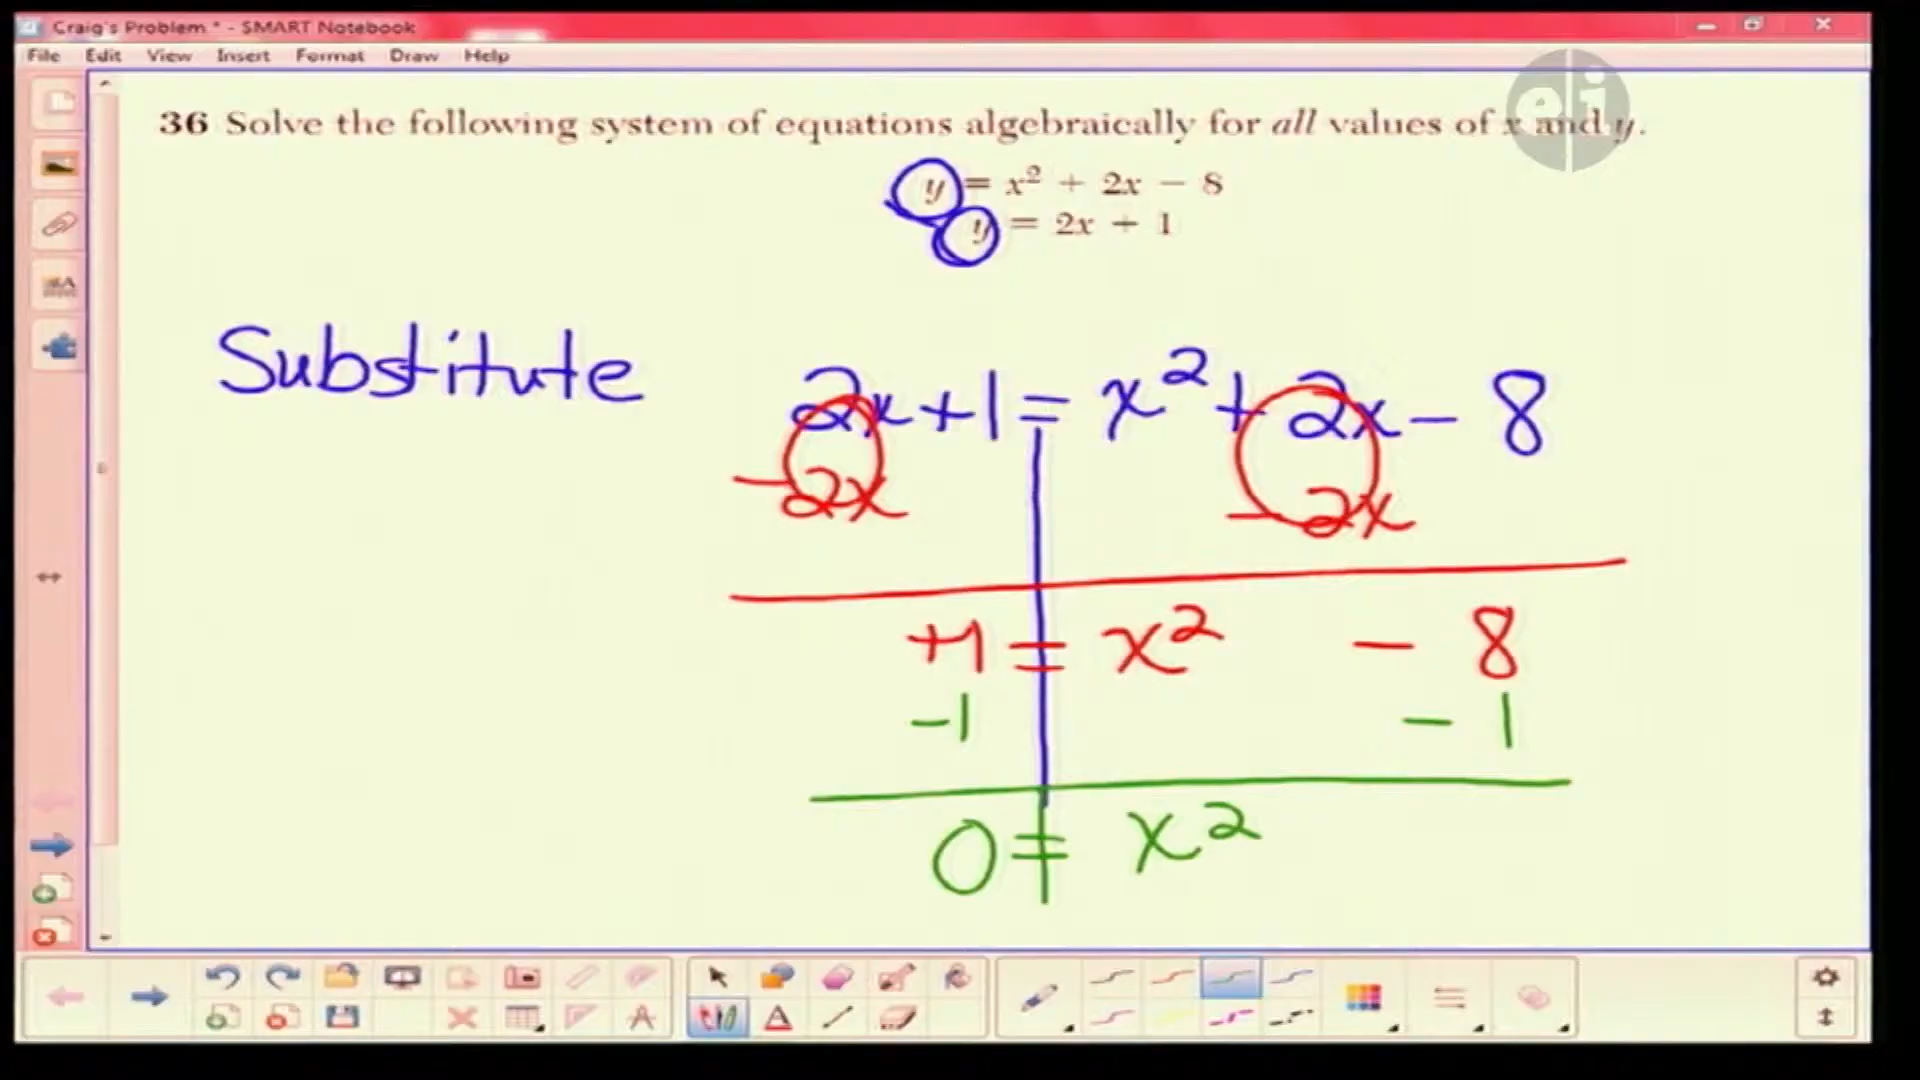 Craig's Problem * - SMART Notebook
File Edit View Insert Format Draw Help
ei
36 Solve the following system of equations algebraically for all values of x and y.
y = x² + 2x − 8
y = 2x + 1
Substitute
2x + 1 = x² + 2x − 8
− 2x − 2x
+1 = x² − 8
− 1 − 1
0 = x²